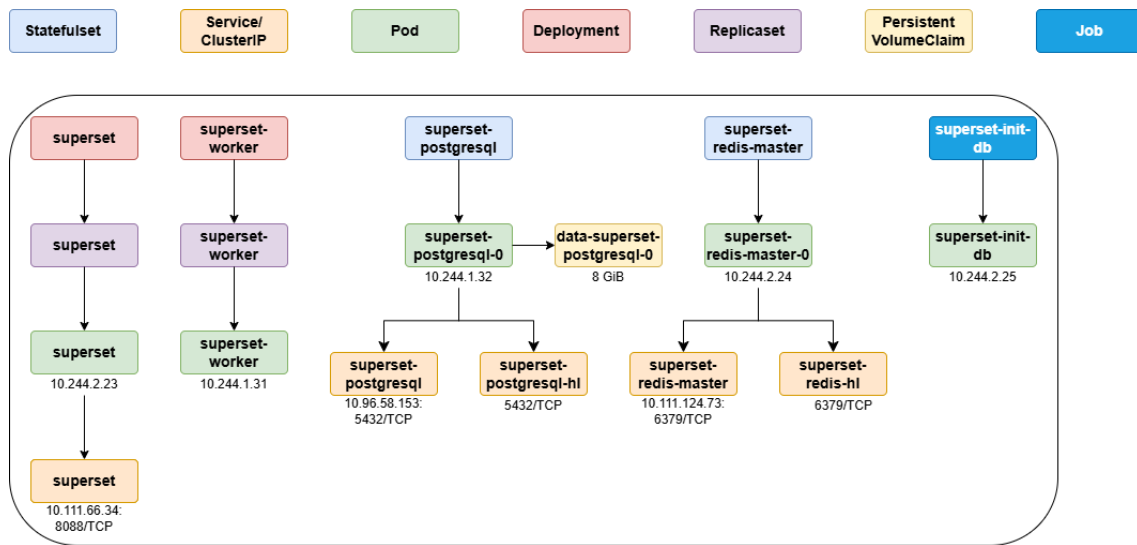 Statefulset
Service/
ClusterIP
Pod
Deployment
Replicaset
Persistent
VolumeClaim
Job
superset
superset-
worker
superset-
postgresql
superset-
redis-master
superset-init-
db
superset
superset-
worker
superset-
postgresql-0
10.244.1.32
data-superset-
postgresql-0
8 GiB
superset-
redis-master-0
10.244.2.24
superset-init-
db
10.244.2.25
superset
10.244.2.23
superset-
worker
10.244.1.31
superset-
postgresql
10.96.58.153:
5432/TCP
superset-
postgresql-hl
5432/TCP
superset-
redis-master
10.111.124.73:
6379/TCP
superset-
redis-hl
6379/TCP
superset
10.111.66.34:
8088/TCP